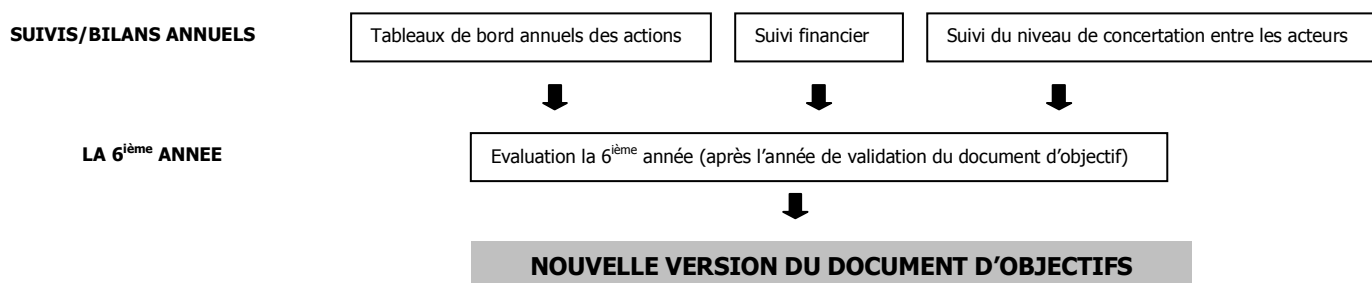 SUIVIS/BILANS ANNUELS
Tableaux de bord annuels des actions
Suivi financier
Suivi du niveau de concertation entre les acteurs
LA 6ième ANNEE
Evaluation la 6ième année (après l'année de validation du document d'objectif)
NOUVELLE VERSION DU DOCUMENT D'OBJECTIFS